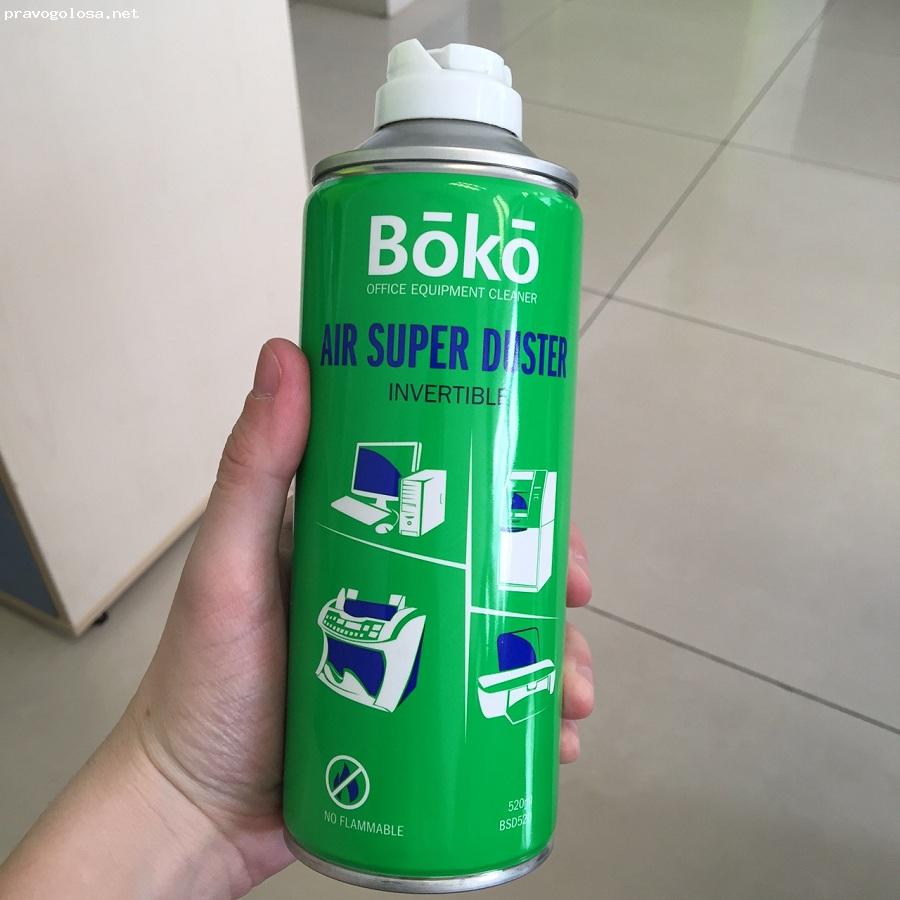 pravogolosa.net
Bōkō
OFFICE EQUIPMENT CLEANER
AIR SUPER DUSTER
INVERTIBLE
NO FLAMMABLE